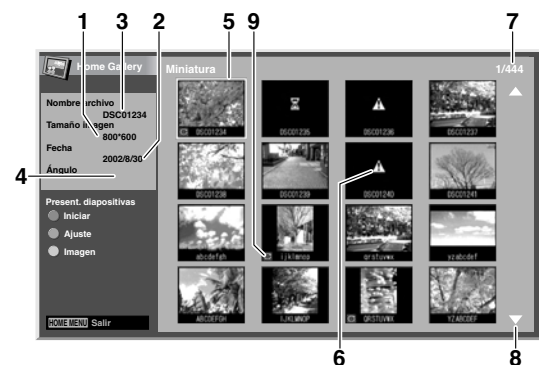 1 3 2 5 9 7
Home Gallery
Miniatura
1/444
Nombre archivo
DSC01234
Tamaño imagen
800*600
Fecha
2002/8/30
Ángulo
4
Present. diapositivas
Iniciar
Ajuste
Imagen
HOME MENU Salir
DSC01234 DSC01235 DSC01236 DSC01237
DSC01238 DSC01239 DSC01240 DSC01241
abcdefgh ijklmnop qrstuvwx yzabcdef
ABCDEFGH IJKLMNOP QRSTUVWX YZABCDEF
6 8